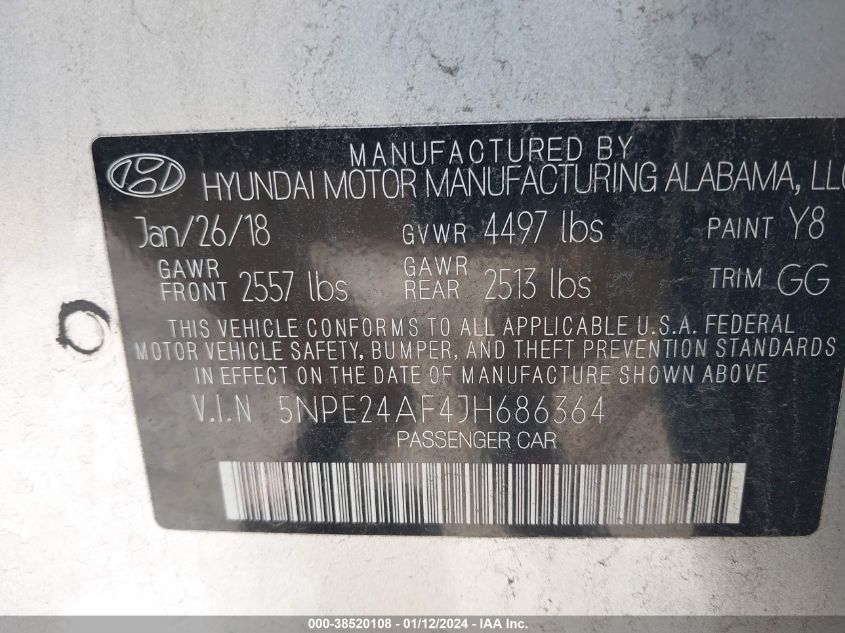 MANUFACTURED BY
HYUNDAI MOTOR MANUFACTURING ALABAMA, LLC
Jan/26/18 GVWR 4497 lbs PAINT Y8
GAWR FRONT 2557 lbs GAWR REAR 2513 lbs TRIM GG
THIS VEHICLE CONFORMS TO ALL APPLICABLE U.S.A. FEDERAL
MOTOR VEHICLE SAFETY, BUMPER, AND THEFT PREVENTION STANDARDS
IN EFFECT ON THE DATE OF MANUFACTURE SHOWN ABOVE
V.I.N 5NPE24AF4JH686364
PASSENGER CAR
000-38520108 - 01/12/2024 - IAA Inc.